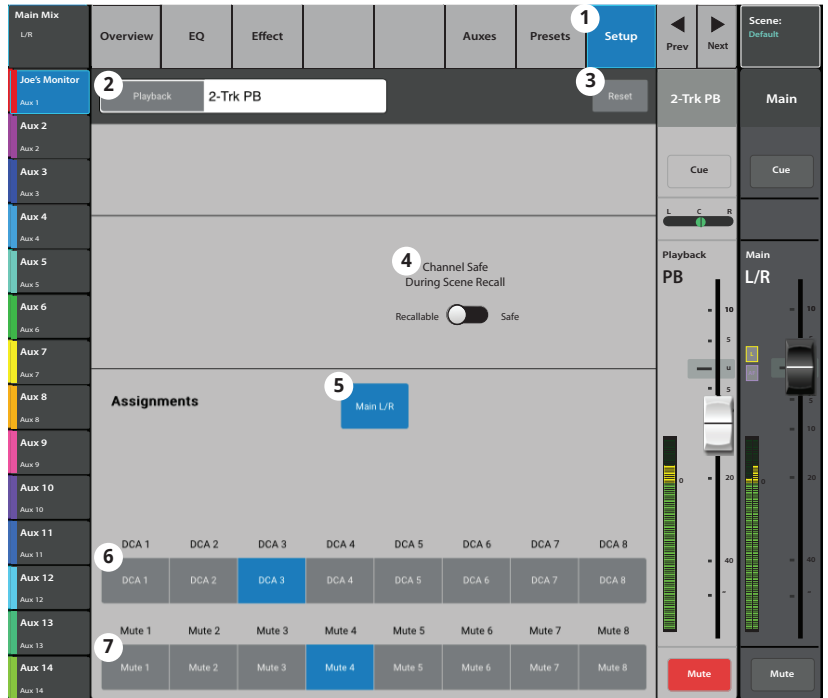 Main Mix
L/R
Overview
EQ
Effect
Auxes
Presets
1
Setup
Prev
Next
Scene:
Default
Joe's Monitor
Aux 1
Aux 2
Aux 2
Aux 3
Aux 3
Aux 4
Aux 4
Aux 5
Aux 5
Aux 6
Aux 6
Aux 7
Aux 7
Aux 8
Aux 8
Aux 9
Aux 9
Aux 10
Aux 10
Aux 11
Aux 11
Aux 12
Aux 12
Aux 13
Aux 13
Aux 14
Aux 14
2
Playback
2-Trk PB
3
Reset
4
Channel Safe
During Scene Recall
Recallable
Safe
Assignments
5
Main L/R
DCA 1 DCA 2 DCA 3 DCA 4 DCA 5 DCA 6 DCA 7 DCA 8
6
DCA 1 DCA 2 DCA 3 DCA 4 DCA 5 DCA 6 DCA 7 DCA 8
Mute 1 Mute 2 Mute 3 Mute 4 Mute 5 Mute 6 Mute 7 Mute 8
7
Mute 1 Mute 2 Mute 3 Mute 4 Mute 5 Mute 6 Mute 7 Mute 8
2-Trk PB
Cue
L C R
Playback
PB
10
5
U
5
20
0
40
-
Mute
Main
Cue
Main
L/R
10
L
5
10
20
0
40
-
Mute